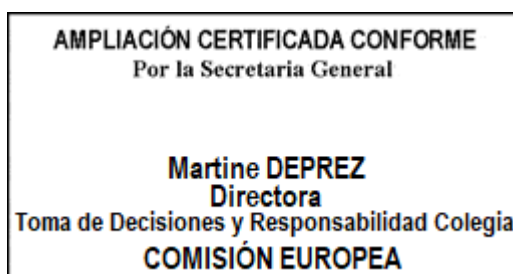 AMPLIACIÓN CERTIFICADA CONFORME
Por la Secretaria General
Martine DEPREZ
Directora
Toma de Decisiones y Responsabilidad Colegia
COMISIÓN EUROPEA